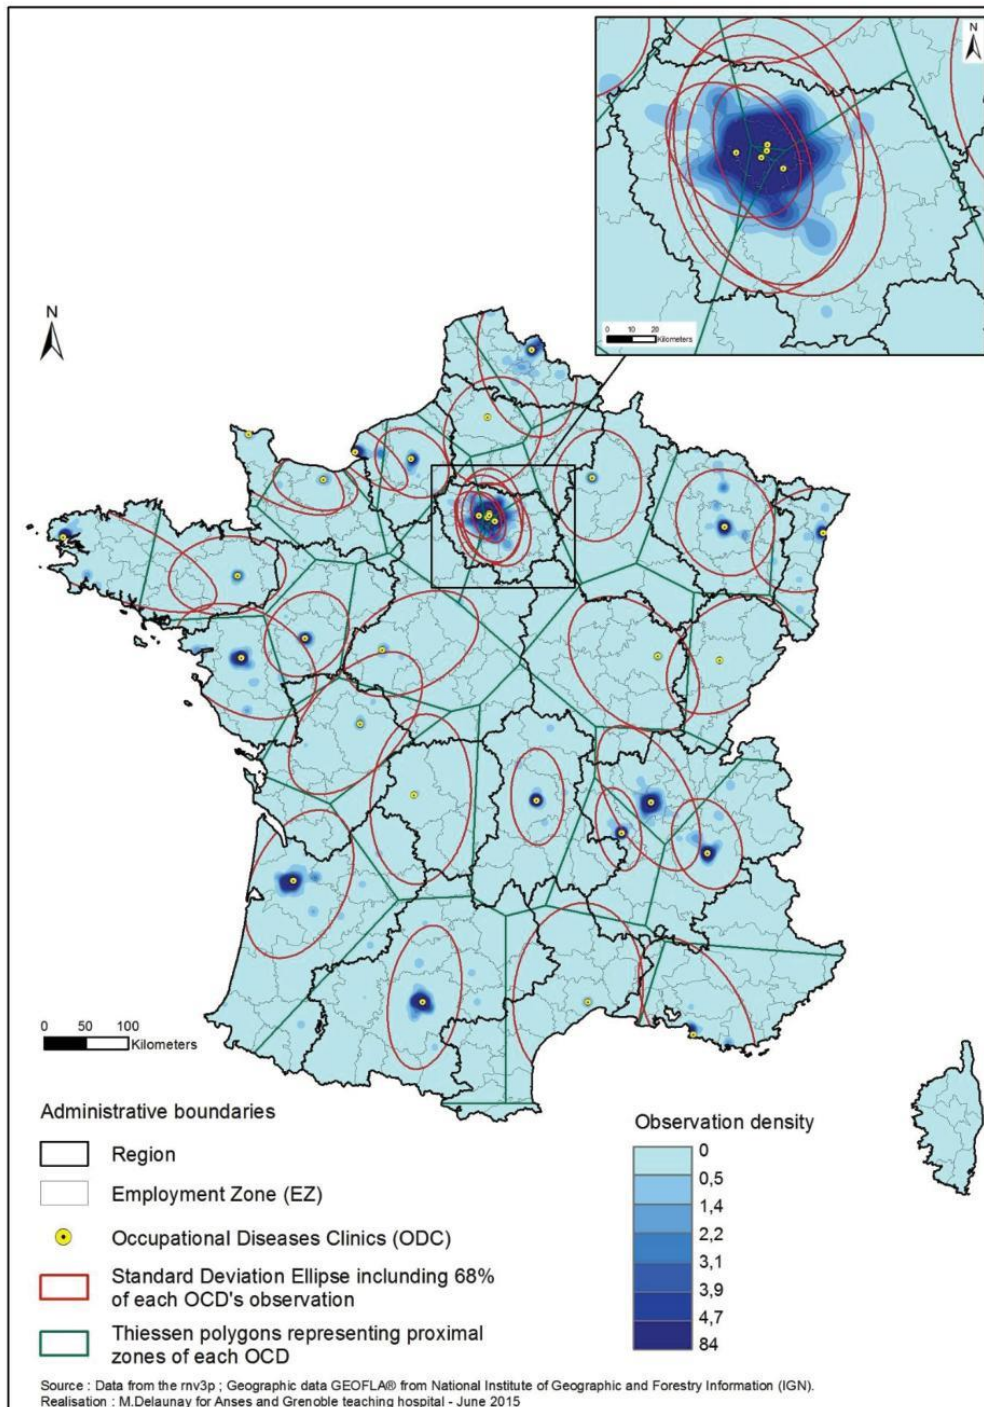 N
0 10 20
Kilometers
N
0 50 100
Kilometers
Administrative boundaries
Region
Employment Zone (EZ)
Occupational Diseases Clinics (ODC)
Standard Deviation Ellipse inclunding 68%
of each OCD's observation
Thiessen polygons representing proximal
zones of each OCD
Observation density
0
0,5
1,4
2,2
3,1
3,9
4,7
84
Source : Data from the rnv3p ; Geographic data GEOFLA® from National Institute of Geographic and Forestry Information (IGN).
Realisation : M.Delaunay for Anses and Grenoble teaching hospital - June 2015